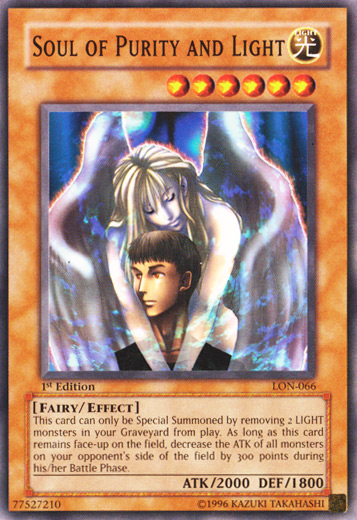 SOUL OF PURITY AND LIGHT
LIGHT
光
1st Edition
LON-066
[FAIRY/EFFECT]
This card can only be Special Summoned by removing 2 LIGHT
monsters in your Graveyard from play. As long as this card
remains face-up on the field, decrease the ATK of all monsters
on your opponent's side of the field by 300 points during
his/her Battle Phase.
ATK/2000 DEF/1800
77527210
©1996 KAZUKI TAKAHASHI